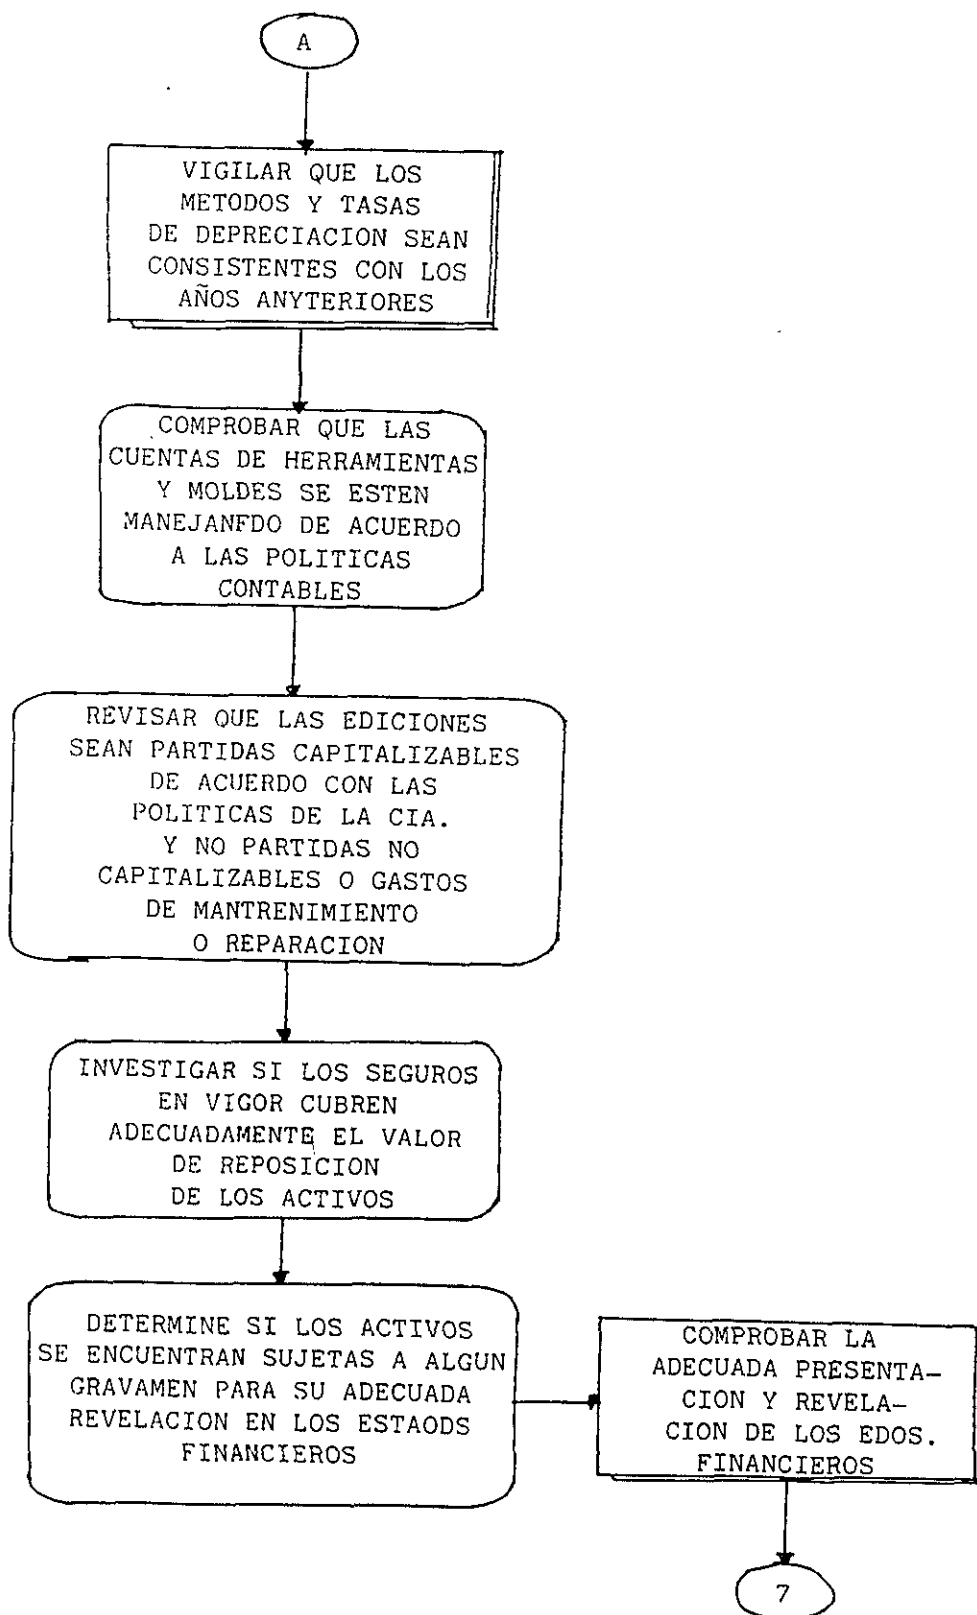 A
VIGILAR QUE LOS
METODOS Y TASAS
DE DEPRECIACION SEAN
CONSISTENTES CON LOS
AÑOS ANYTERIORES
COMPROBAR QUE LAS
CUENTAS DE HERRAMIENTAS
Y MOLDES SE ESTEN
MANEJANFDO DE ACUERDO
A LAS POLITICAS
CONTABLES
REVISAR QUE LAS EDICIONES
SEAN PARTIDAS CAPITALIZABLES
DE ACUERDO CON LAS
POLITICAS DE LA CIA.
Y NO PARTIDAS NO
CAPITALIZABLES O GASTOS
DE MANTRENIMIENTO
O REPARACION
INVESTIGAR SI LOS SEGUROS
EN VIGOR CUBREN
ADECUADAMENTE EL VALOR
DE REPOSICION
DE LOS ACTIVOS
DETERMINE SI LOS ACTIVOS
SE ENCUENTRAN SUJETAS A ALGUN
GRAVAMEN PARA SU ADECUADA
REVELACION EN LOS ESTAODS
FINANCIEROS
COMPROBAR LA
ADECUADA PRESENTA-
CION Y REVELA-
CION DE LOS EDOS.
FINANCIEROS
7